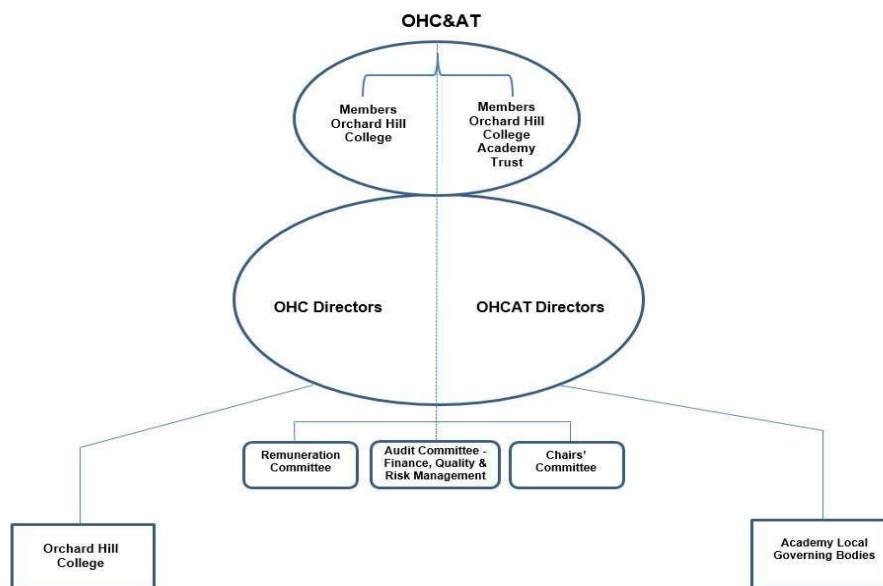 OHC&AT
Members
Orchard Hill
College
Members
Orchard Hill
College
Academy
Trust
OHC Directors
OHCAT Directors
Remuneration
Committee
Audit Committee -
Finance, Quality &
Risk Management
Chairs'
Committee
Orchard Hill
College
Academy Local
Governing Bodies